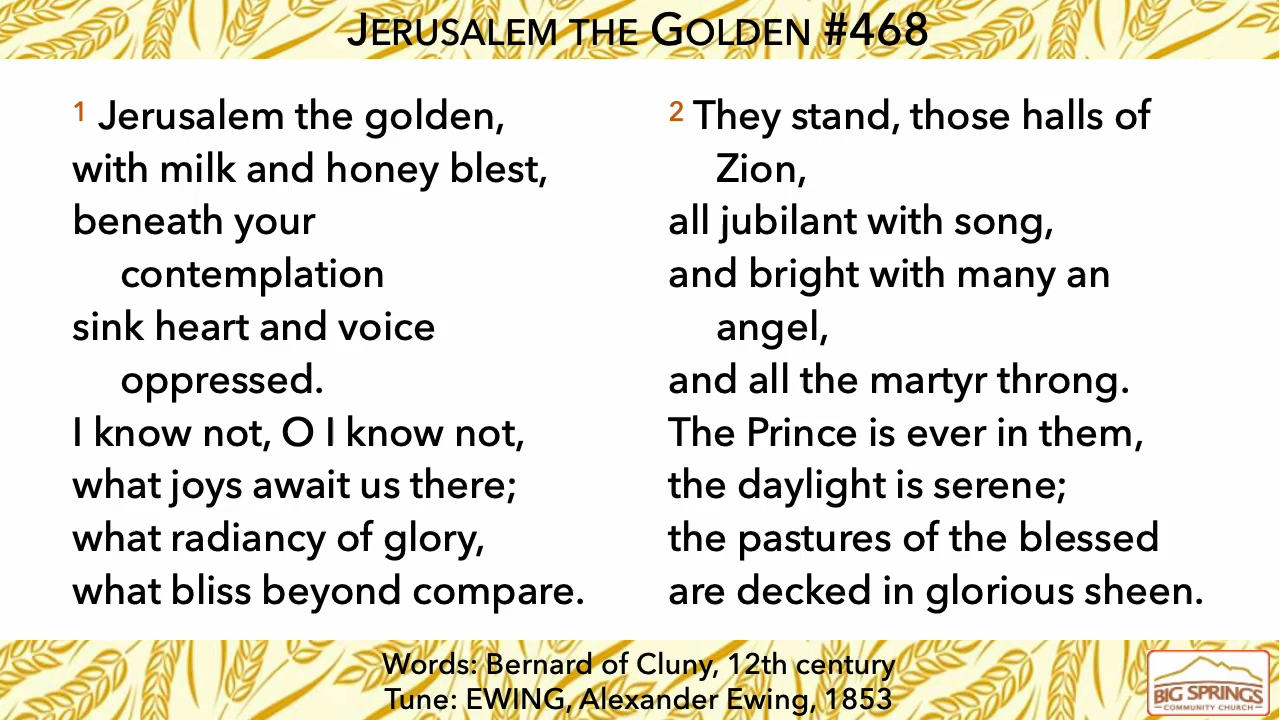 JERUSALEM THE GOLDEN #468
1 Jerusalem the golden,
with milk and honey blest,
beneath your
contemplation
sink heart and voice
oppressed.
I know not, O I know not,
what joys await us there;
what radiancy of glory,
what bliss beyond compare.
2 They stand, those halls of
Zion,
all jubilant with song,
and bright with many an
angel,
and all the martyr throng.
The Prince is ever in them,
the daylight is serene;
the pastures of the blessed
are decked in glorious sheen.
Words: Bernard of Cluny, 12th century
Tune: EWING, Alexander Ewing, 1853
BIG SPRINGS
COMMUNITY CHURCH